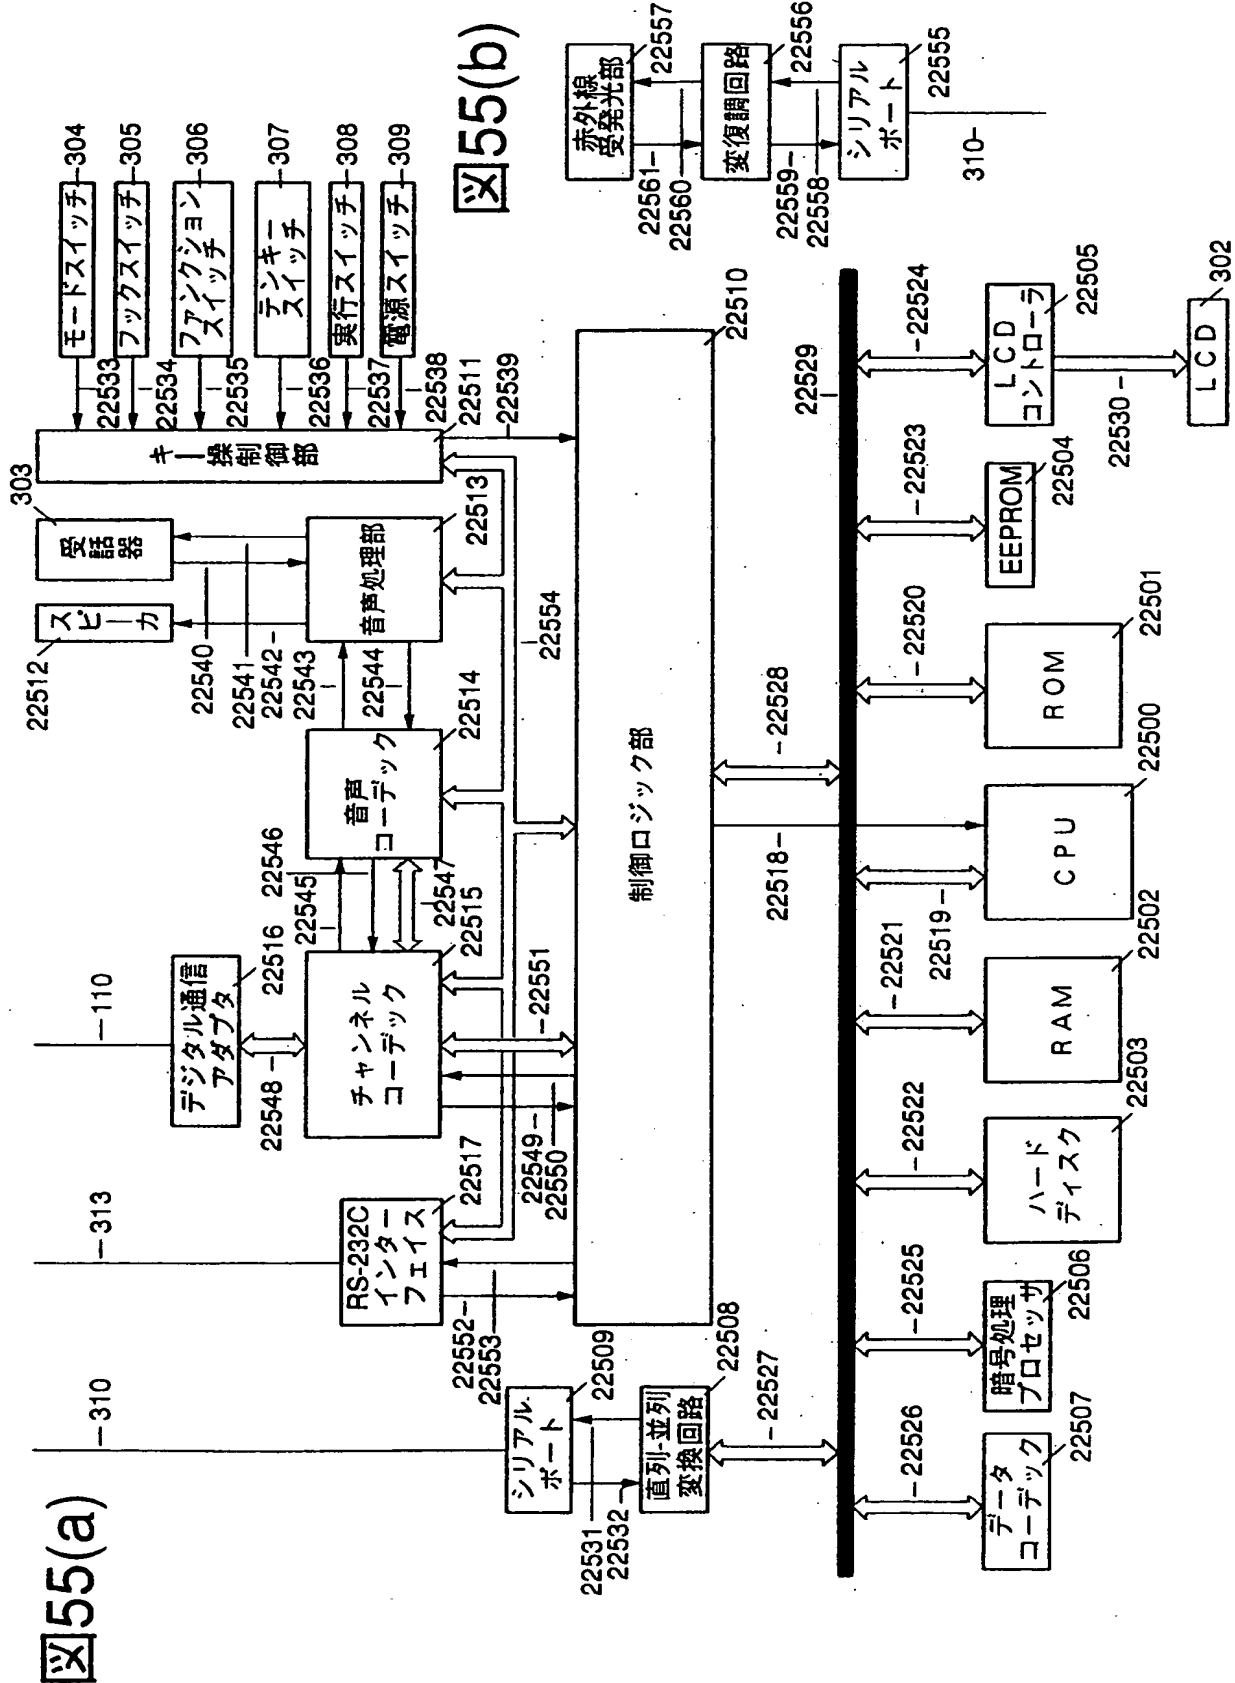 図55(a)
310
313
110
シリアル
ポート
22509
22531
22532
直列-並列
変換回路
22508
22527
RS-232C
インター
フェイス
22517
22552
22553
デジタル通信
アダプタ
22516
22548
チャンネル
コーデック
22515
22549
22550
22551
22545
22546
22547
音声
コーデック
22514
22543
22544
22512
スピーカ
303
受話器
22540
22541
22542
音声処理部
22513
22554
キー操制御部
22511
22539
モードスイッチ
304
22533
フックスイッチ
305
22534
ファンクション
スイッチ
306
22535
テンキー
スイッチ
307
22536
実行スイッチ
308
22537
電源スイッチ
309
22538
制御ロジック部
22510
22518
22528
22529
22526
データ
コーデック
22507
22525
暗号処理
プロセッサ
22506
22522
ハード
ディスク
22503
22521
RAM
22502
22519
CPU
22500
22520
ROM
22501
22523
EEPROM
22504
22524
LCD
コントローラ
22505
22530
LCD
302
図55(b)
赤外線
受発光部
22557
22561
22560
変復調回路
22556
22559
22558
シリアル
ポート
22555
310